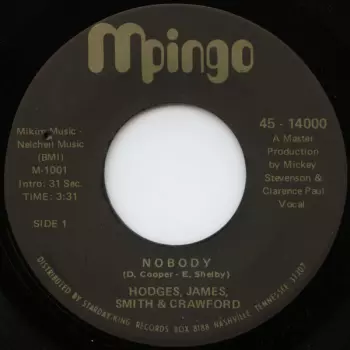 Mpingo
45 - 14000
A Master
Production by
Mickey
Stevenson &
Clarence Paul
Vocal
Mikim Music -
Nelcheri Music
(BMI)
M-1001
Intro: 31 Sec.
TIME: 3:31
SIDE 1
NOBODY
(D. Cooper - E. Shelby)
HODGES, JAMES,
SMITH & CRAWFORD
DISTRIBUTED BY STARDAY KING RECORDS BOX 8188 NASHVILLE, TENNESSEE 37207